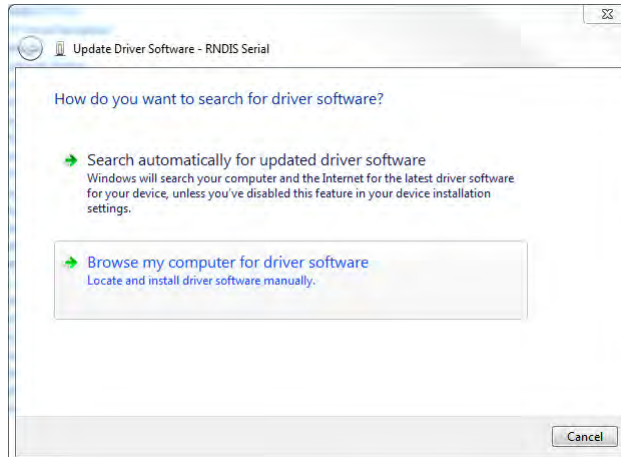 Update Driver Software - RNDIS Serial
How do you want to search for driver software?
Search automatically for updated driver software
Windows will search your computer and the Internet for the latest driver software
for your device, unless you've disabled this feature in your device installation
settings.
Browse my computer for driver software
Locate and install driver software manually.
Cancel